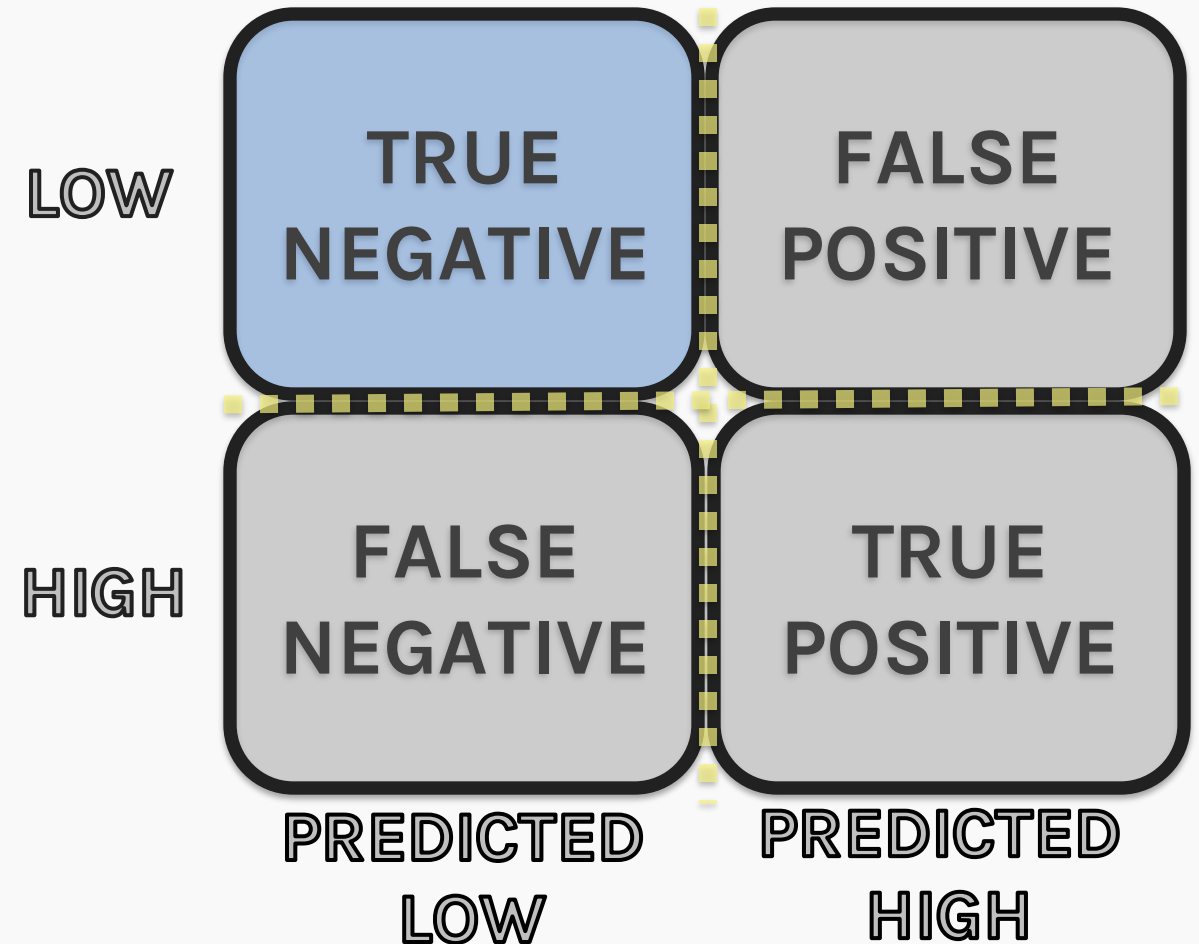 TRUE
NEGATIVE
FALSE
POSITIVE
LOW
FALSE
NEGATIVE
TRUE
POSITIVE
HIGH
PREDICTED
LOW
PREDICTED
HIGH